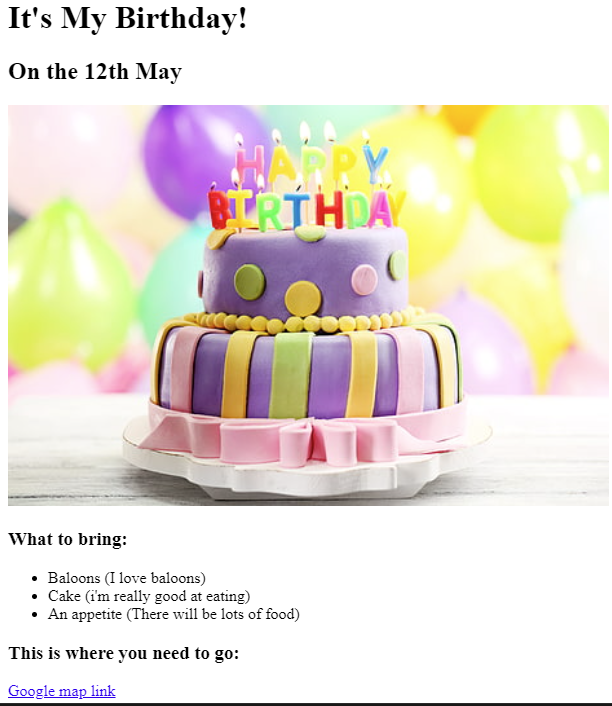 It's My Birthday!
On the 12th May
HAPPY
BIRTHDAY
What to bring:
Baloons (I love baloons)
Cake (i'm really good at eating)
An appetite (There will be lots of food)
This is where you need to go:
Google map link